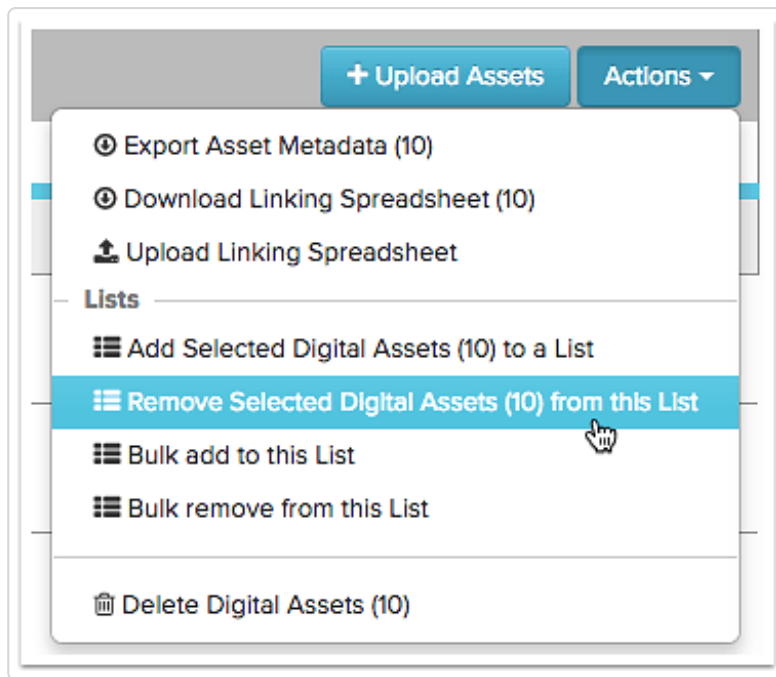 + Upload Assets
Actions
Export Asset Metadata (10)
Download Linking Spreadsheet (10)
Upload Linking Spreadsheet
Lists
Add Selected Digital Assets (10) to a List
Remove Selected Digital Assets (10) from this List
Bulk add to this List
Bulk remove from this List
Delete Digital Assets (10)